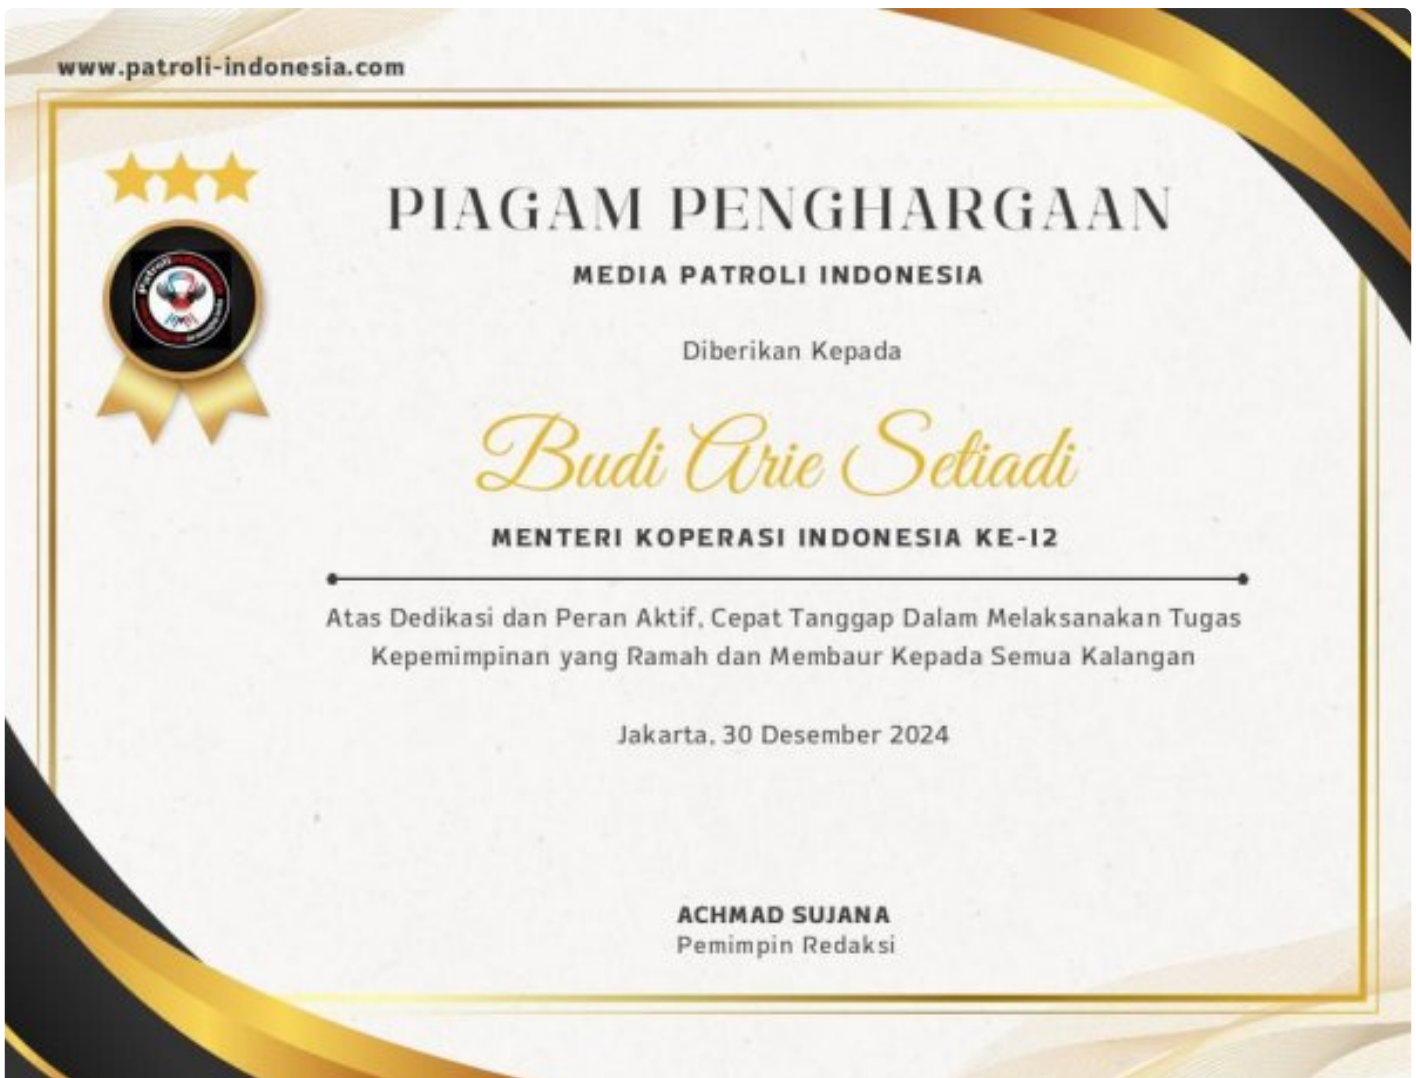 www.patroli-indonesia.com
PIAGAM PENGHARGAAN
MEDIA PATROLI INDONESIA
Diberikan Kepada
Budi Arie Setiadi
MENTERI KOPERASI INDONESIA KE-12
Atas Dedikasi dan Peran Aktif, Cepat Tanggap Dalam Melaksanakan Tugas
Kepemimpinan yang Ramah dan Membaur Kepada Semua Kalangan
Jakarta, 30 Desember 2024
ACHMAD SUJANA
Pemimpin Redaksi